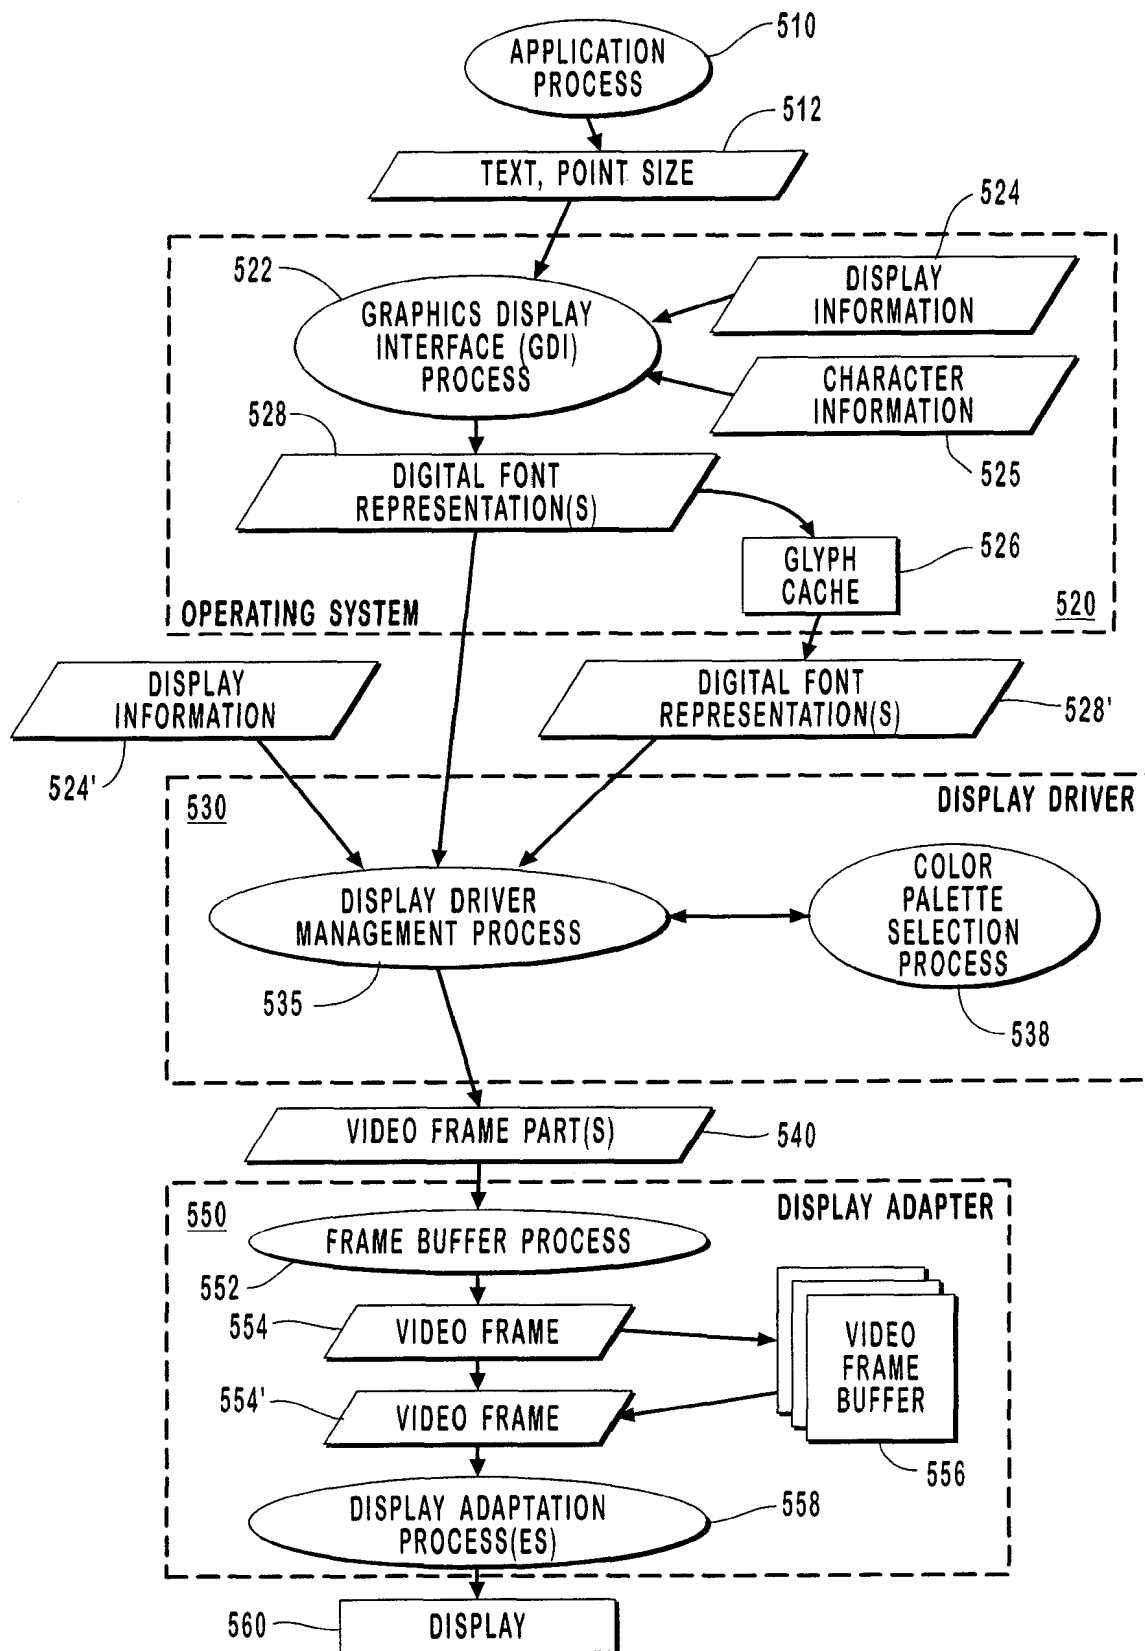 510
APPLICATION
PROCESS
512
TEXT, POINT SIZE
524
522
DISPLAY
INFORMATION
GRAPHICS DISPLAY
INTERFACE (GDI)
PROCESS
CHARACTER
INFORMATION
528
525
DIGITAL FONT
REPRESENTATION(S)
526
GLYPH
CACHE
OPERATING SYSTEM
520
DISPLAY
INFORMATION
DIGITAL FONT
REPRESENTATION(S)
528'
524'
530
DISPLAY DRIVER
COLOR
PALETTE
SELECTION
PROCESS
DISPLAY DRIVER
MANAGEMENT PROCESS
535
538
VIDEO FRAME PART(S)
540
550
DISPLAY ADAPTER
FRAME BUFFER PROCESS
552
554
VIDEO FRAME
VIDEO
FRAME
BUFFER
554'
VIDEO FRAME
556
558
DISPLAY ADAPTATION
PROCESS(ES)
560
DISPLAY